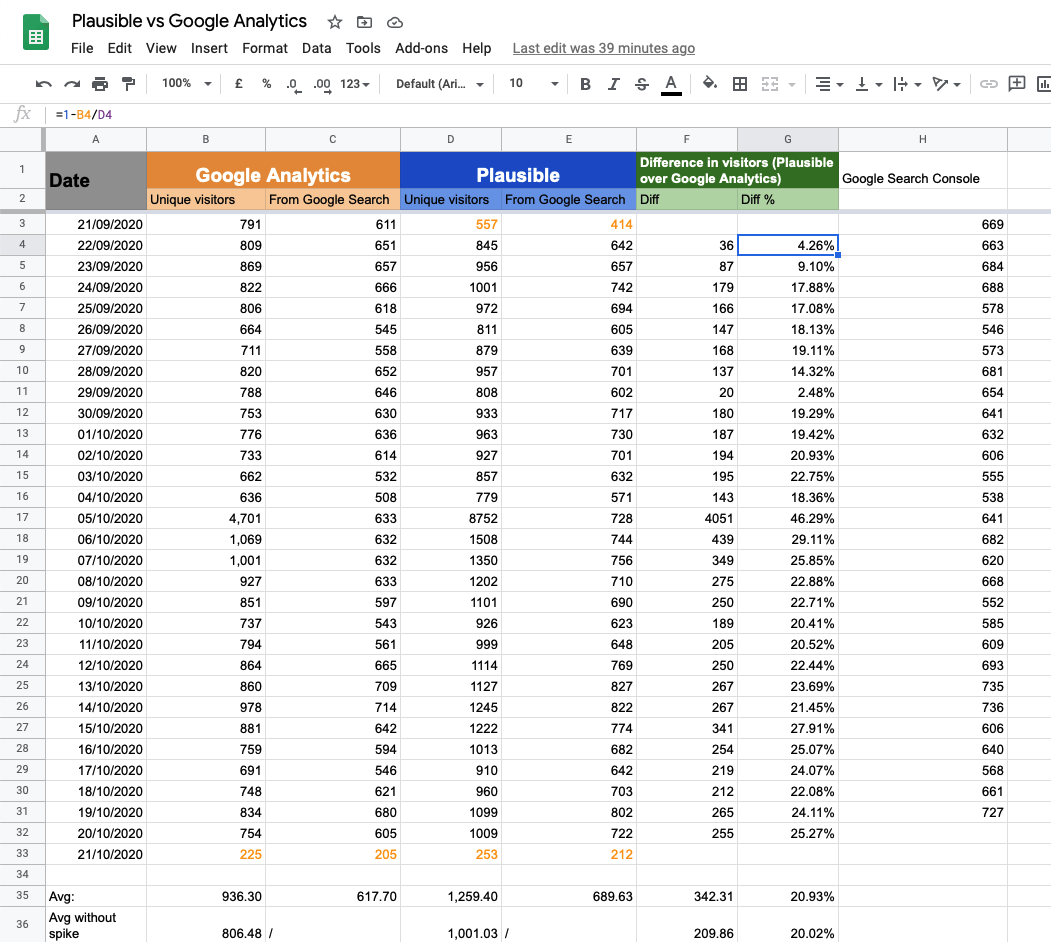 Plausible vs Google Analytics
File Edit View Insert Format Data Tools Add-ons Help Last edit was 39 minutes ago
100% £ % .0 .00 123 Default (Ari... 10 B I S A
fx =1-B4/D4
A B C D E F G H
1 Date Google Analytics Plausible Difference in visitors (Plausible over Google Analytics) Google Search Console
2 Unique visitors From Google Search Unique visitors From Google Search Diff Diff %
3 21/09/2020 791 611 557 414 669
4 22/09/2020 809 651 845 642 36 4.26% 663
5 23/09/2020 869 657 956 657 87 9.10% 684
6 24/09/2020 822 666 1001 742 179 17.88% 688
7 25/09/2020 806 618 972 694 166 17.08% 578
8 26/09/2020 664 545 811 605 147 18.13% 546
9 27/09/2020 711 558 879 639 168 19.11% 573
10 28/09/2020 820 652 957 701 137 14.32% 681
11 29/09/2020 788 646 808 602 20 2.48% 654
12 30/09/2020 753 630 933 717 180 19.29% 641
13 01/10/2020 776 636 963 730 187 19.42% 632
14 02/10/2020 733 614 927 701 194 20.93% 606
15 03/10/2020 662 532 857 632 195 22.75% 555
16 04/10/2020 636 508 779 571 143 18.36% 538
17 05/10/2020 4,701 633 8752 728 4051 46.29% 641
18 06/10/2020 1,069 632 1508 744 439 29.11% 682
19 07/10/2020 1,001 632 1350 756 349 25.85% 620
20 08/10/2020 927 633 1202 710 275 22.88% 668
21 09/10/2020 851 597 1101 690 250 22.71% 552
22 10/10/2020 737 543 926 623 189 20.41% 585
23 11/10/2020 794 561 999 648 205 20.52% 609
24 12/10/2020 864 665 1114 769 250 22.44% 693
25 13/10/2020 860 709 1127 827 267 23.69% 735
26 14/10/2020 978 714 1245 822 267 21.45% 736
27 15/10/2020 881 642 1222 774 341 27.91% 606
28 16/10/2020 759 594 1013 682 254 25.07% 640
29 17/10/2020 691 546 910 642 219 24.07% 568
30 18/10/2020 748 621 960 703 212 22.08% 661
31 19/10/2020 834 680 1099 802 265 24.11% 727
32 20/10/2020 754 605 1009 722 255 25.27%
33 21/10/2020 225 205 253 212
34
35 Avg: 936.30 617.70 1,259.40 689.63 342.31 20.93%
36 Avg without spike 806.48 / 1,001.03 / 209.86 20.02%